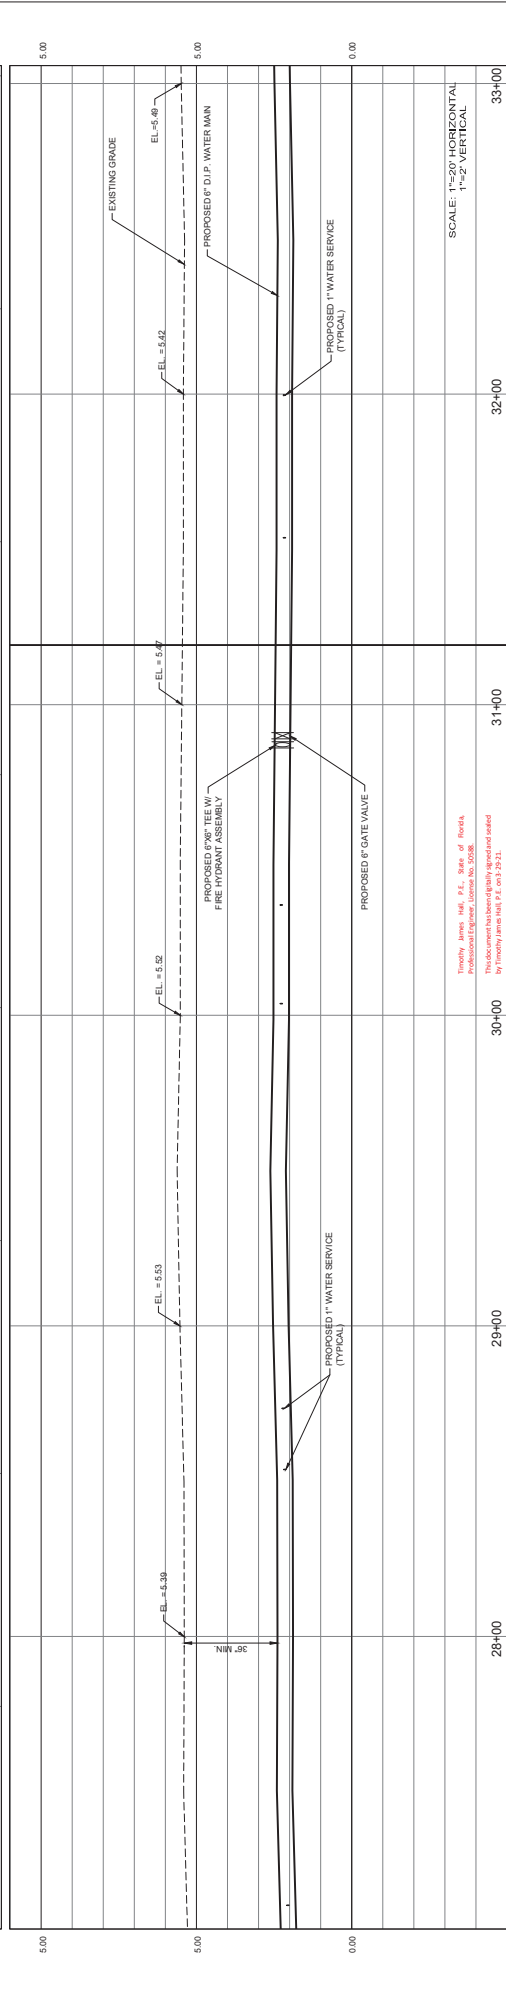 5.00
5.00
0.00
EL.=5.49
EXISTING GRADE
PROPOSED 6" D.I.P. WATER MAIN
EL. = 5.42
PROPOSED 1" WATER SERVICE
(TYPICAL)
EL. = 5.47
PROPOSED 6"X6" TEE W/
FIRE HYDRANT ASSEMBLY
PROPOSED 6" GATE VALVE
EL. = 5.52
EL. = 5.53
PROPOSED 1" WATER SERVICE
(TYPICAL)
EL. = 5.39
36" MIN.
5.00
5.00
0.00
28+00
29+00
30+00
31+00
32+00
33+00
SCALE: 1"=20' HORIZONTAL
1"=2' VERTICAL
Timothy James Hall, P.E., State of Florida,
Professional Engineer, License No. 50588.
This document has been digitally signed and sealed
by Timothy James Hall, P.E. on 3-29-21.